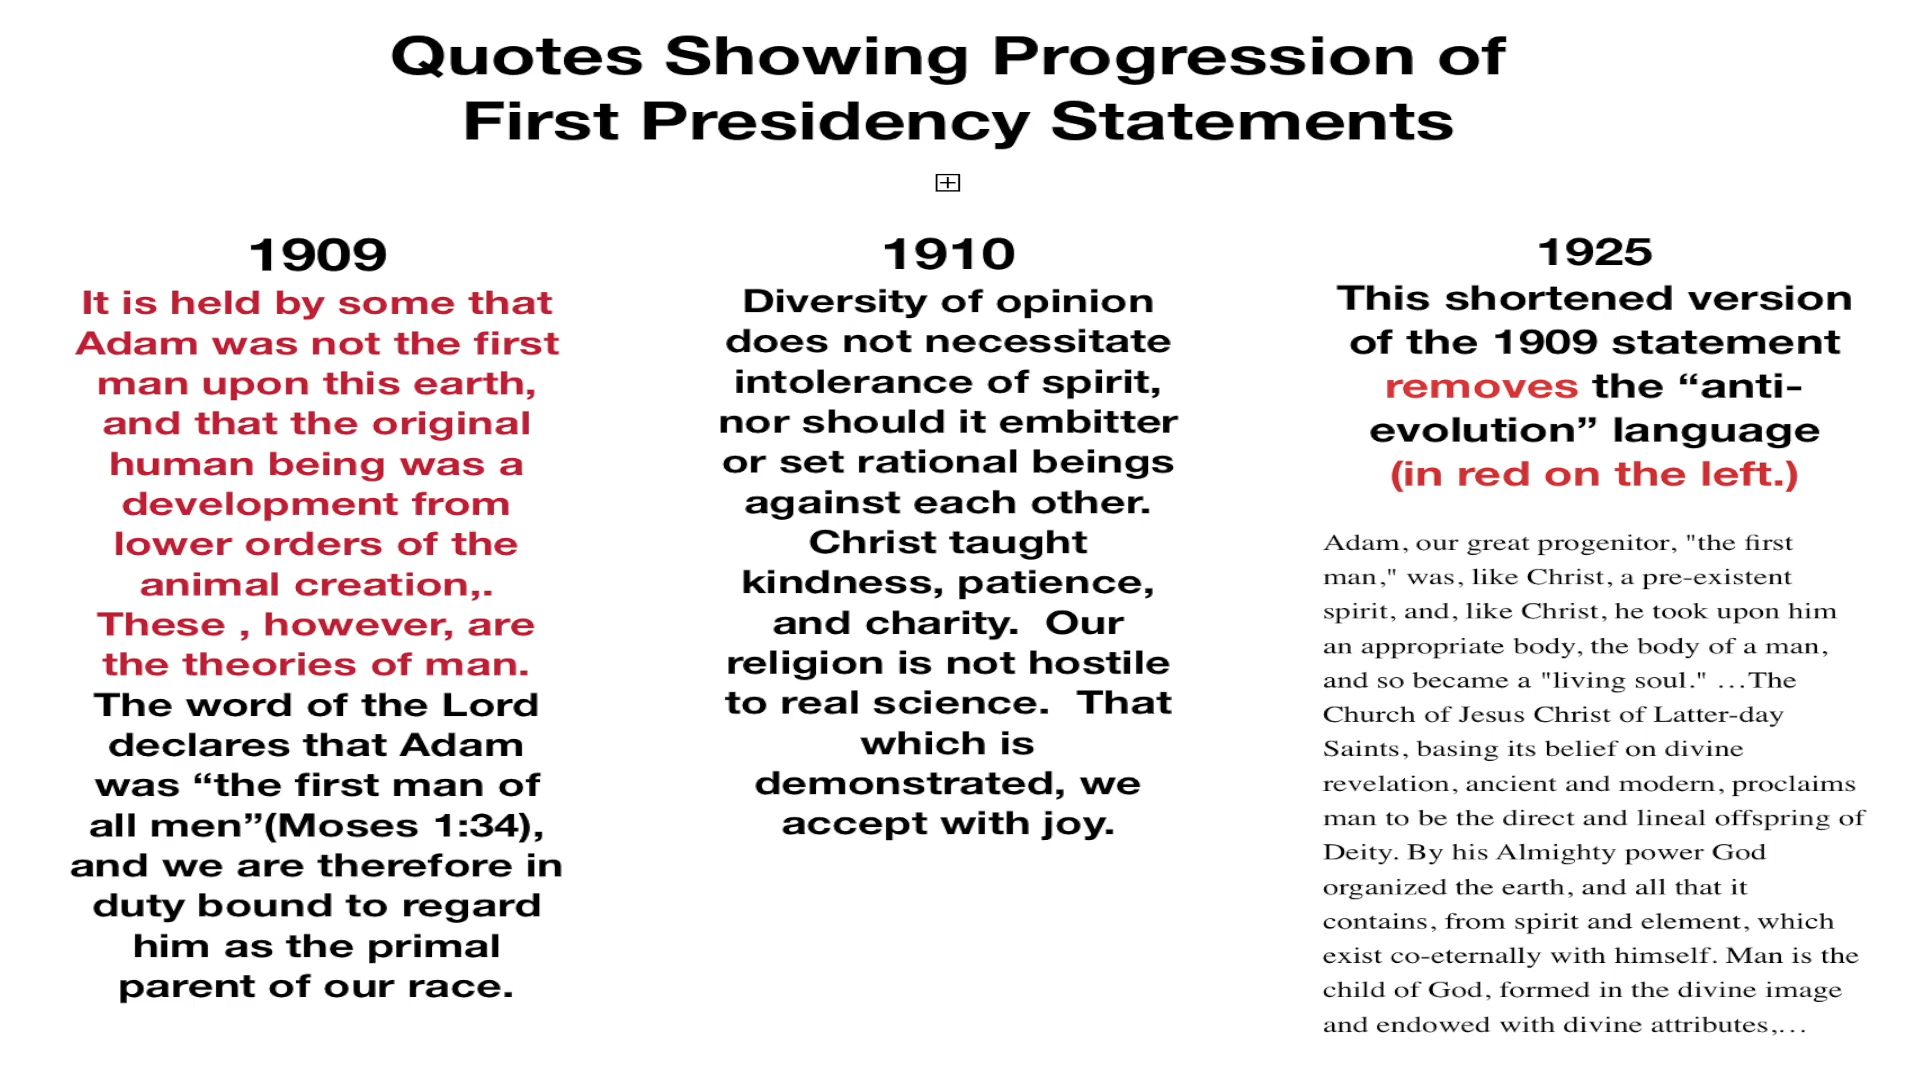 Quotes Showing Progression of
First Presidency Statements
1909
It is held by some that
Adam was not the first
man upon this earth,
and that the original
human being was a
development from
lower orders of the
animal creation,.
These , however, are
the theories of man.
The word of the Lord
declares that Adam
was “the first man of
all men”(Moses 1:34),
and we are therefore in
duty bound to regard
him as the primal
parent of our race.
1910
Diversity of opinion
does not necessitate
intolerance of spirit,
nor should it embitter
or set rational beings
against each other.
Christ taught
kindness, patience,
and charity.  Our
religion is not hostile
to real science.  That
which is
demonstrated, we
accept with joy.
1925
This shortened version
of the 1909 statement
removes the “anti-
evolution” language
(in red on the left.)
Adam, our great progenitor, "the first
man," was, like Christ, a pre-existent
spirit, and, like Christ, he took upon him
an appropriate body, the body of a man,
and so became a "living soul." …The
Church of Jesus Christ of Latter-day
Saints, basing its belief on divine
revelation, ancient and modern, proclaims
man to be the direct and lineal offspring of
Deity. By his Almighty power God
organized the earth, and all that it
contains, from spirit and element, which
exist co-eternally with himself. Man is the
child of God, formed in the divine image
and endowed with divine attributes,…